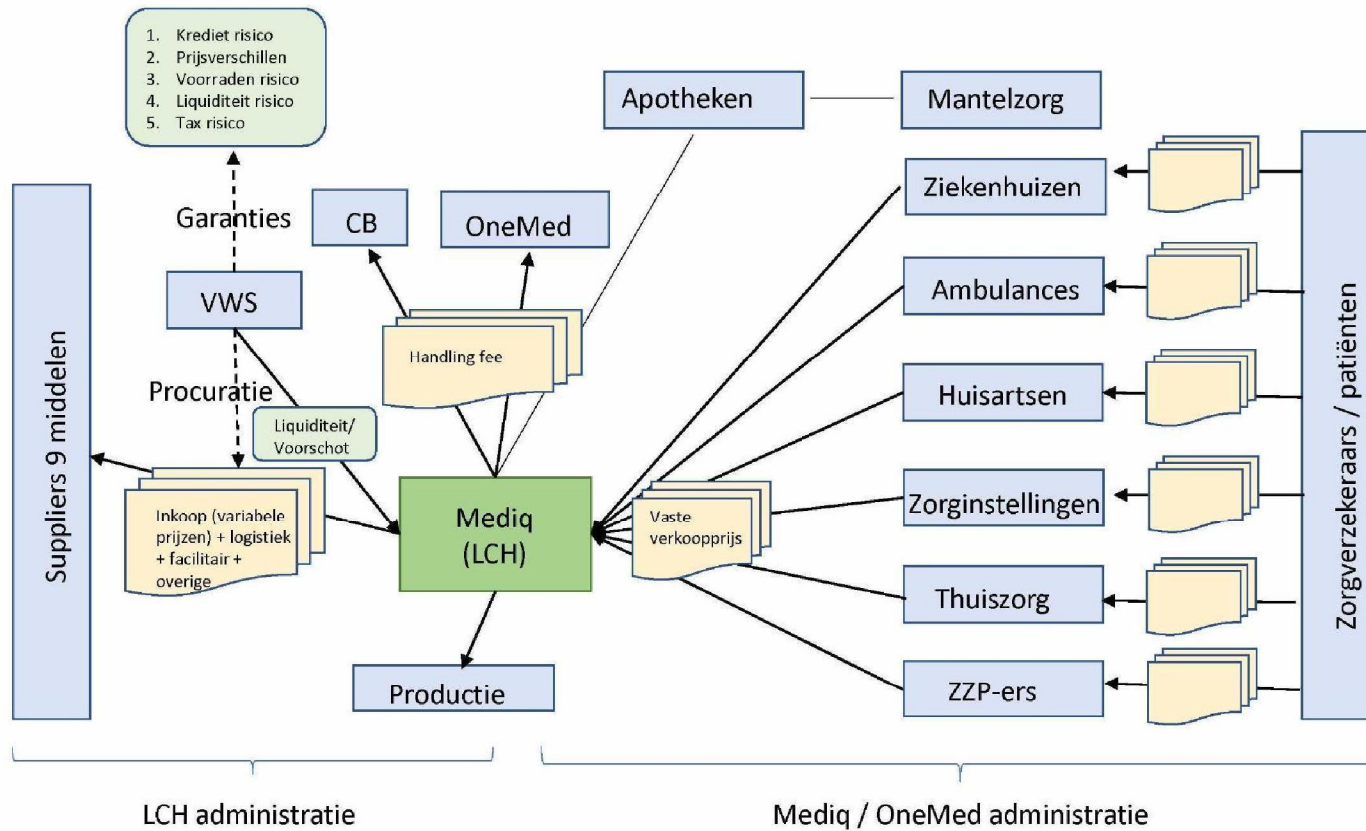 1. Krediet risico
2. Prijsverschillen
3. Voorraden risico
4. Liquiditeit risico
5. Tax risico
Apotheken
Mantelzorg
Garanties
CB
OneMed
Ziekenhuizen
VWS
Ambulances
Handling fee
Procuratie
Huisartsen
Liquiditeit/
Voorschot
Suppliers 9 middelen
Inkoop (variabele
prijzen) + logistiek
+ facilitair +
overige
Mediq
(LCH)
Vaste
verkoopprijs
Zorginstellingen
Thuiszorg
Productie
ZZP-ers
Zorgverzekeraars / patiënten
LCH administratie
Mediq / OneMed administratie